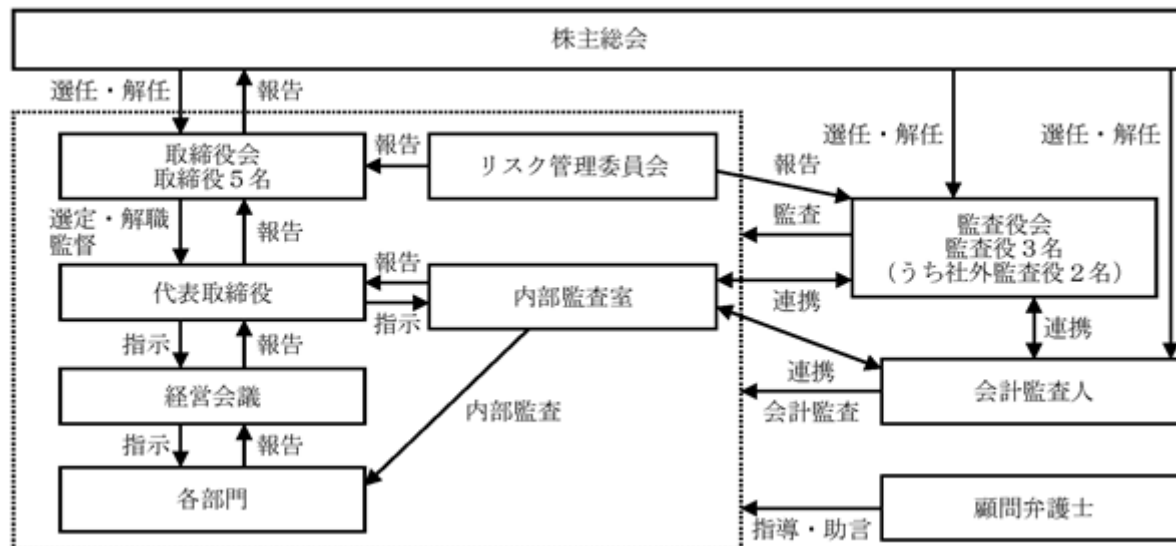 株主総会
選任・解任
報告
選任・解任
選任・解任
取締役会
取締役5名
報告
リスク管理委員会
報告
選定・解職
監督
報告
監査
監査役会
監査役3名
（うち社外監査役2名）
代表取締役
報告
指示
内部監査室
連携
連携
指示
報告
経営会議
内部監査
連携
会計監査
会計監査人
指示
報告
各部門
指導・助言
顧問弁護士